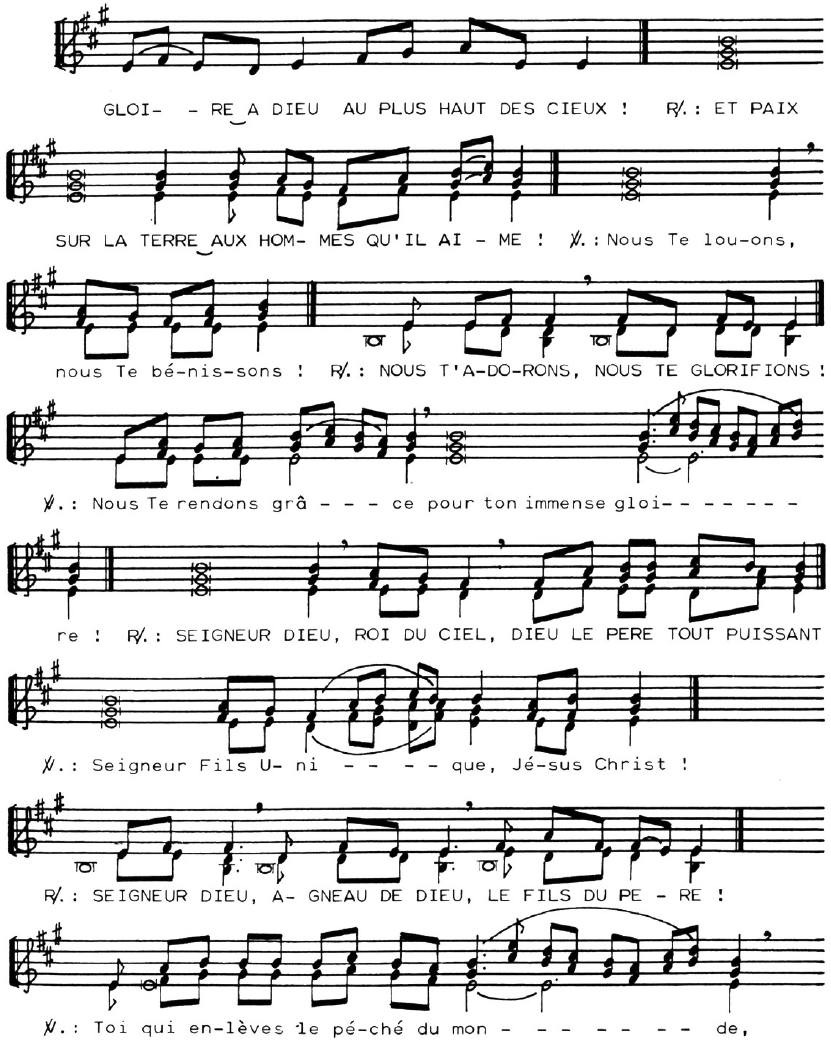 GLOI- - RE‿A DIEU AU PLUS HAUT DES CIEUX ! R/. : ET PAIX
SUR LA TERRE‿AUX HOM- MES QU'IL AI - ME ! V/. : Nous Te lou-ons,
nous Te bé-nis-sons ! R/. : NOUS T'A-DO-RONS, NOUS TE GLORIFIONS !
V/. : Nous Te rendons grâ - - - ce pour ton immense gloi- - - - - - -
re ! R/. : SEIGNEUR DIEU, ROI DU CIEL, DIEU LE PERE TOUT PUISSANT
V/. : Seigneur Fils U- ni - - - - que, Jé-sus Christ !
R/. : SEIGNEUR DIEU, A- GNEAU DE DIEU, LE FILS DU PE - RE !
V/. : Toi qui en-lèves le pé-ché du mon- - - - - - - de,